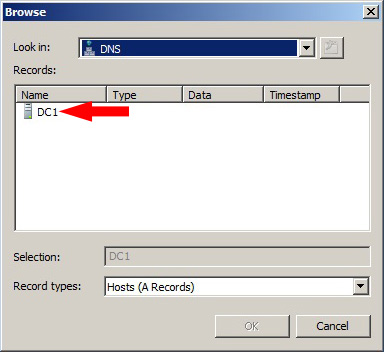 Browse
Look in:
DNS
Records:
Name Type Data Timestamp
DC1
Selection: DC1
Record types: Hosts (A Records)
OK Cancel